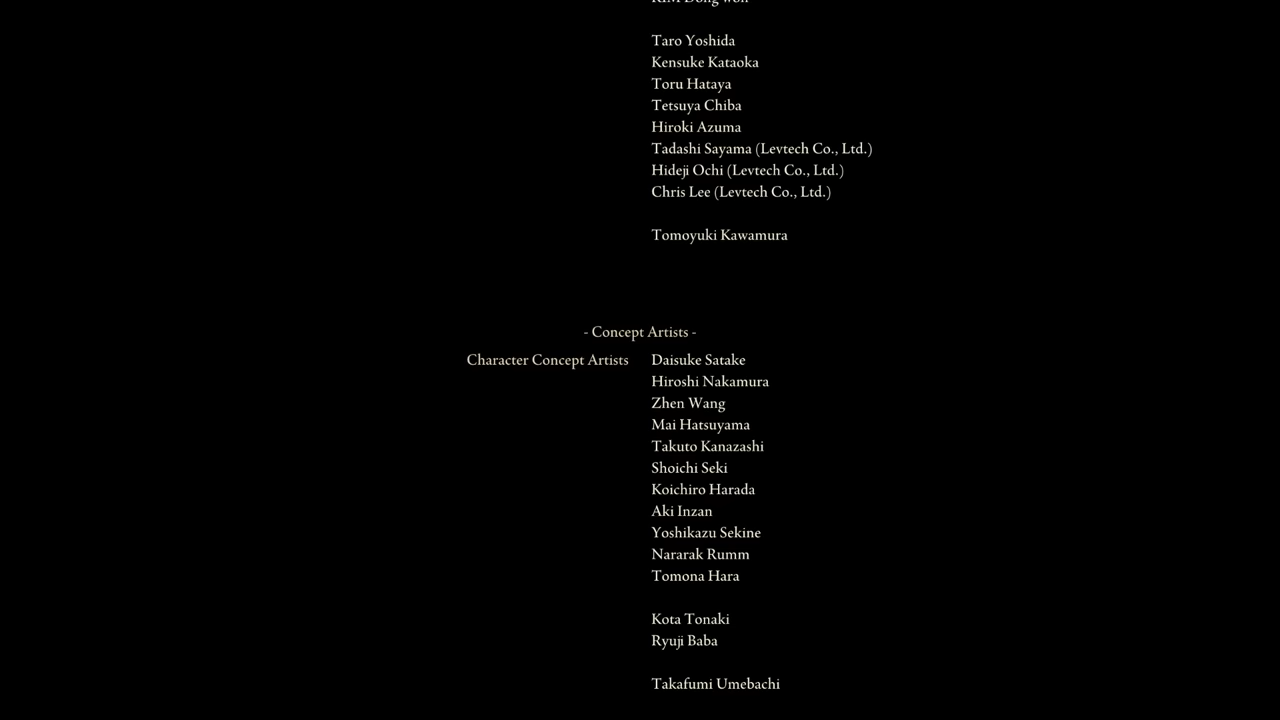 Taro Yoshida
Kensuke Kataoka
Toru Hataya
Tetsuya Chiba
Hiroki Azuma
Tadashi Sayama (Levtech Co., Ltd.)
Hideji Ochi (Levtech Co., Ltd.)
Chris Lee (Levtech Co., Ltd.)
Tomoyuki Kawamura
- Concept Artists -
Character Concept Artists Daisuke Satake
Hiroshi Nakamura
Zhen Wang
Mai Hatsuyama
Takuto Kanazashi
Shoichi Seki
Koichiro Harada
Aki Inzan
Yoshikazu Sekine
Nararak Rumm
Tomona Hara
Kota Tonaki
Ryuji Baba
Takafumi Umebachi